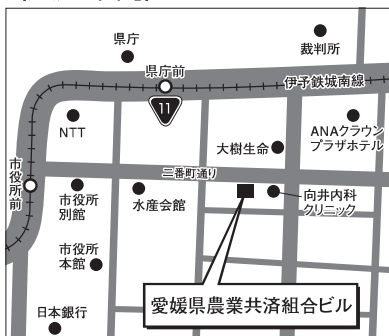 県庁
裁判所
県庁前
伊予鉄城南線
11
NTT
大樹生命
ANAクラウン
プラザホテル
市役所前
二番町通り
市役所
別館
水産会館
向井内科
クリニック
市役所
本館
愛媛県農業共済組合ビル
日本銀行